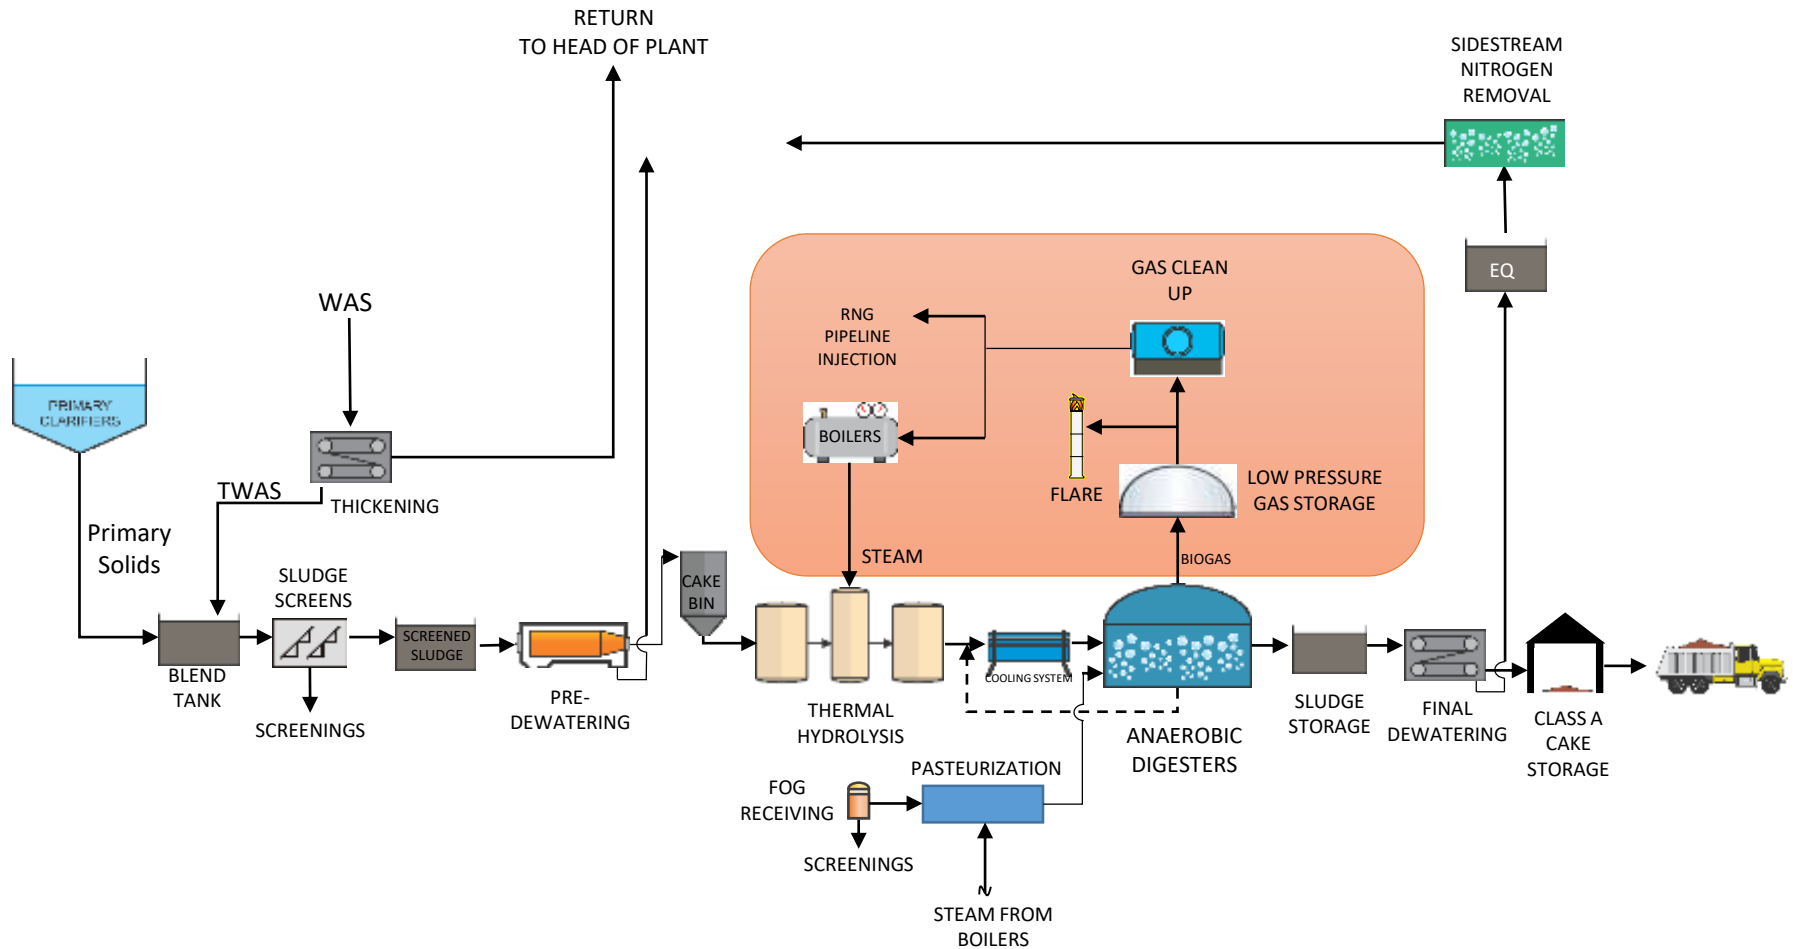 RETURN
TO HEAD OF PLANT
SIDESTREAM
NITROGEN
REMOVAL
WAS
GAS CLEAN
UP
EQ
RNG
PIPELINE
INJECTION
PRIMARY
CLARIFIERS
BOILERS
FLARE
LOW PRESSURE
GAS STORAGE
TWAS
THICKENING
Primary
Solids
STEAM
BIOGAS
SLUDGE
SCREENS
CAKE
BIN
SCREENED
SLUDGE
BLEND
TANK
SCREENINGS
PRE-
DEWATERING
COOLING SYSTEM
THERMAL
HYDROLYSIS
ANAEROBIC
DIGESTERS
SLUDGE
STORAGE
FINAL
DEWATERING
CLASS A
CAKE
STORAGE
PASTEURIZATION
FOG
RECEIVING
SCREENINGS
STEAM FROM
BOILERS